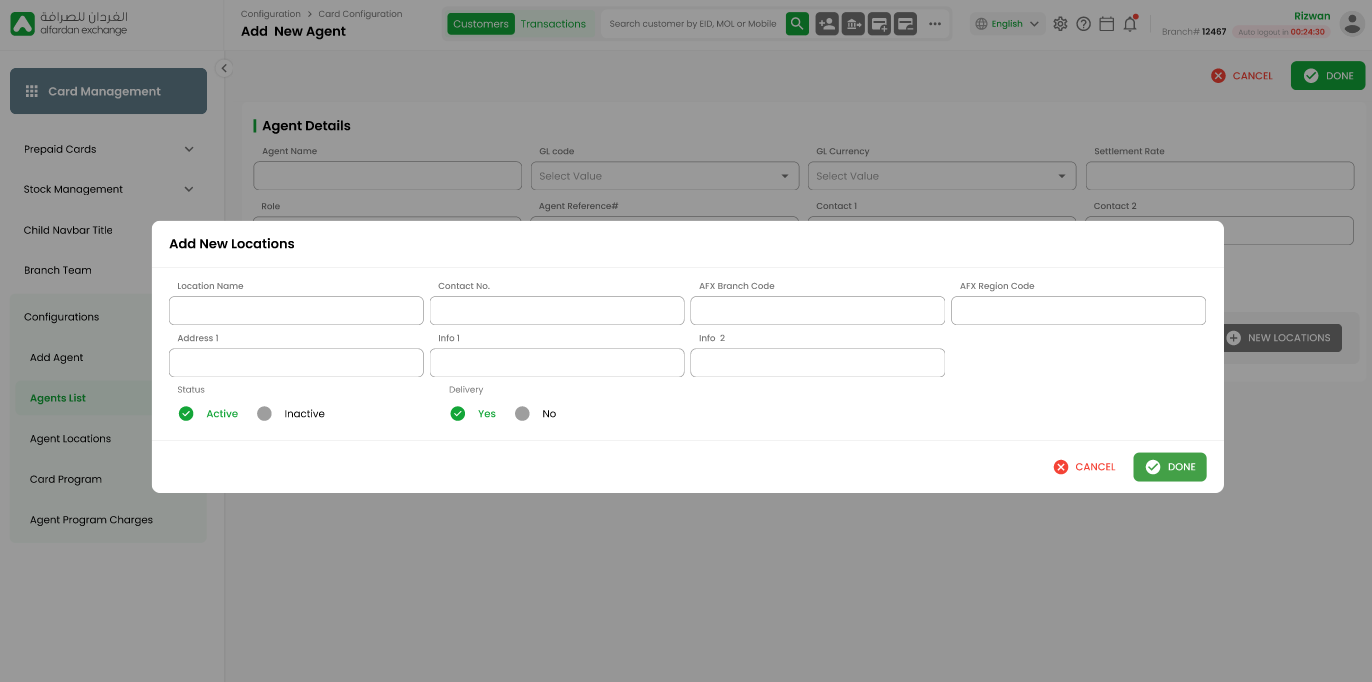 الفردان للصرافة
alfardan exchange
Configuration > Card Configuration
Add New Agent
Customers Transactions
Search customer by EID, MOL or Mobile
English
Rizwan
Branch# 12467 Auto logout in 00:24:30
Card Management
CANCEL DONE
Prepaid Cards
Stock Management
Child Navbar Title
Branch Team
Configurations
Add Agent
Agents List
Agent Locations
Card Program
Agent Program Charges
Agent Details
Agent Name GL code GL Currency Settlement Rate
Select Value Select Value
Role Agent Reference# Contact 1 Contact 2
NEW LOCATIONS
Add New Locations
Location Name Contact No. AFX Branch Code AFX Region Code
Address 1 Info 1 Info 2
Status Delivery
Active Inactive Yes No
CANCEL DONE